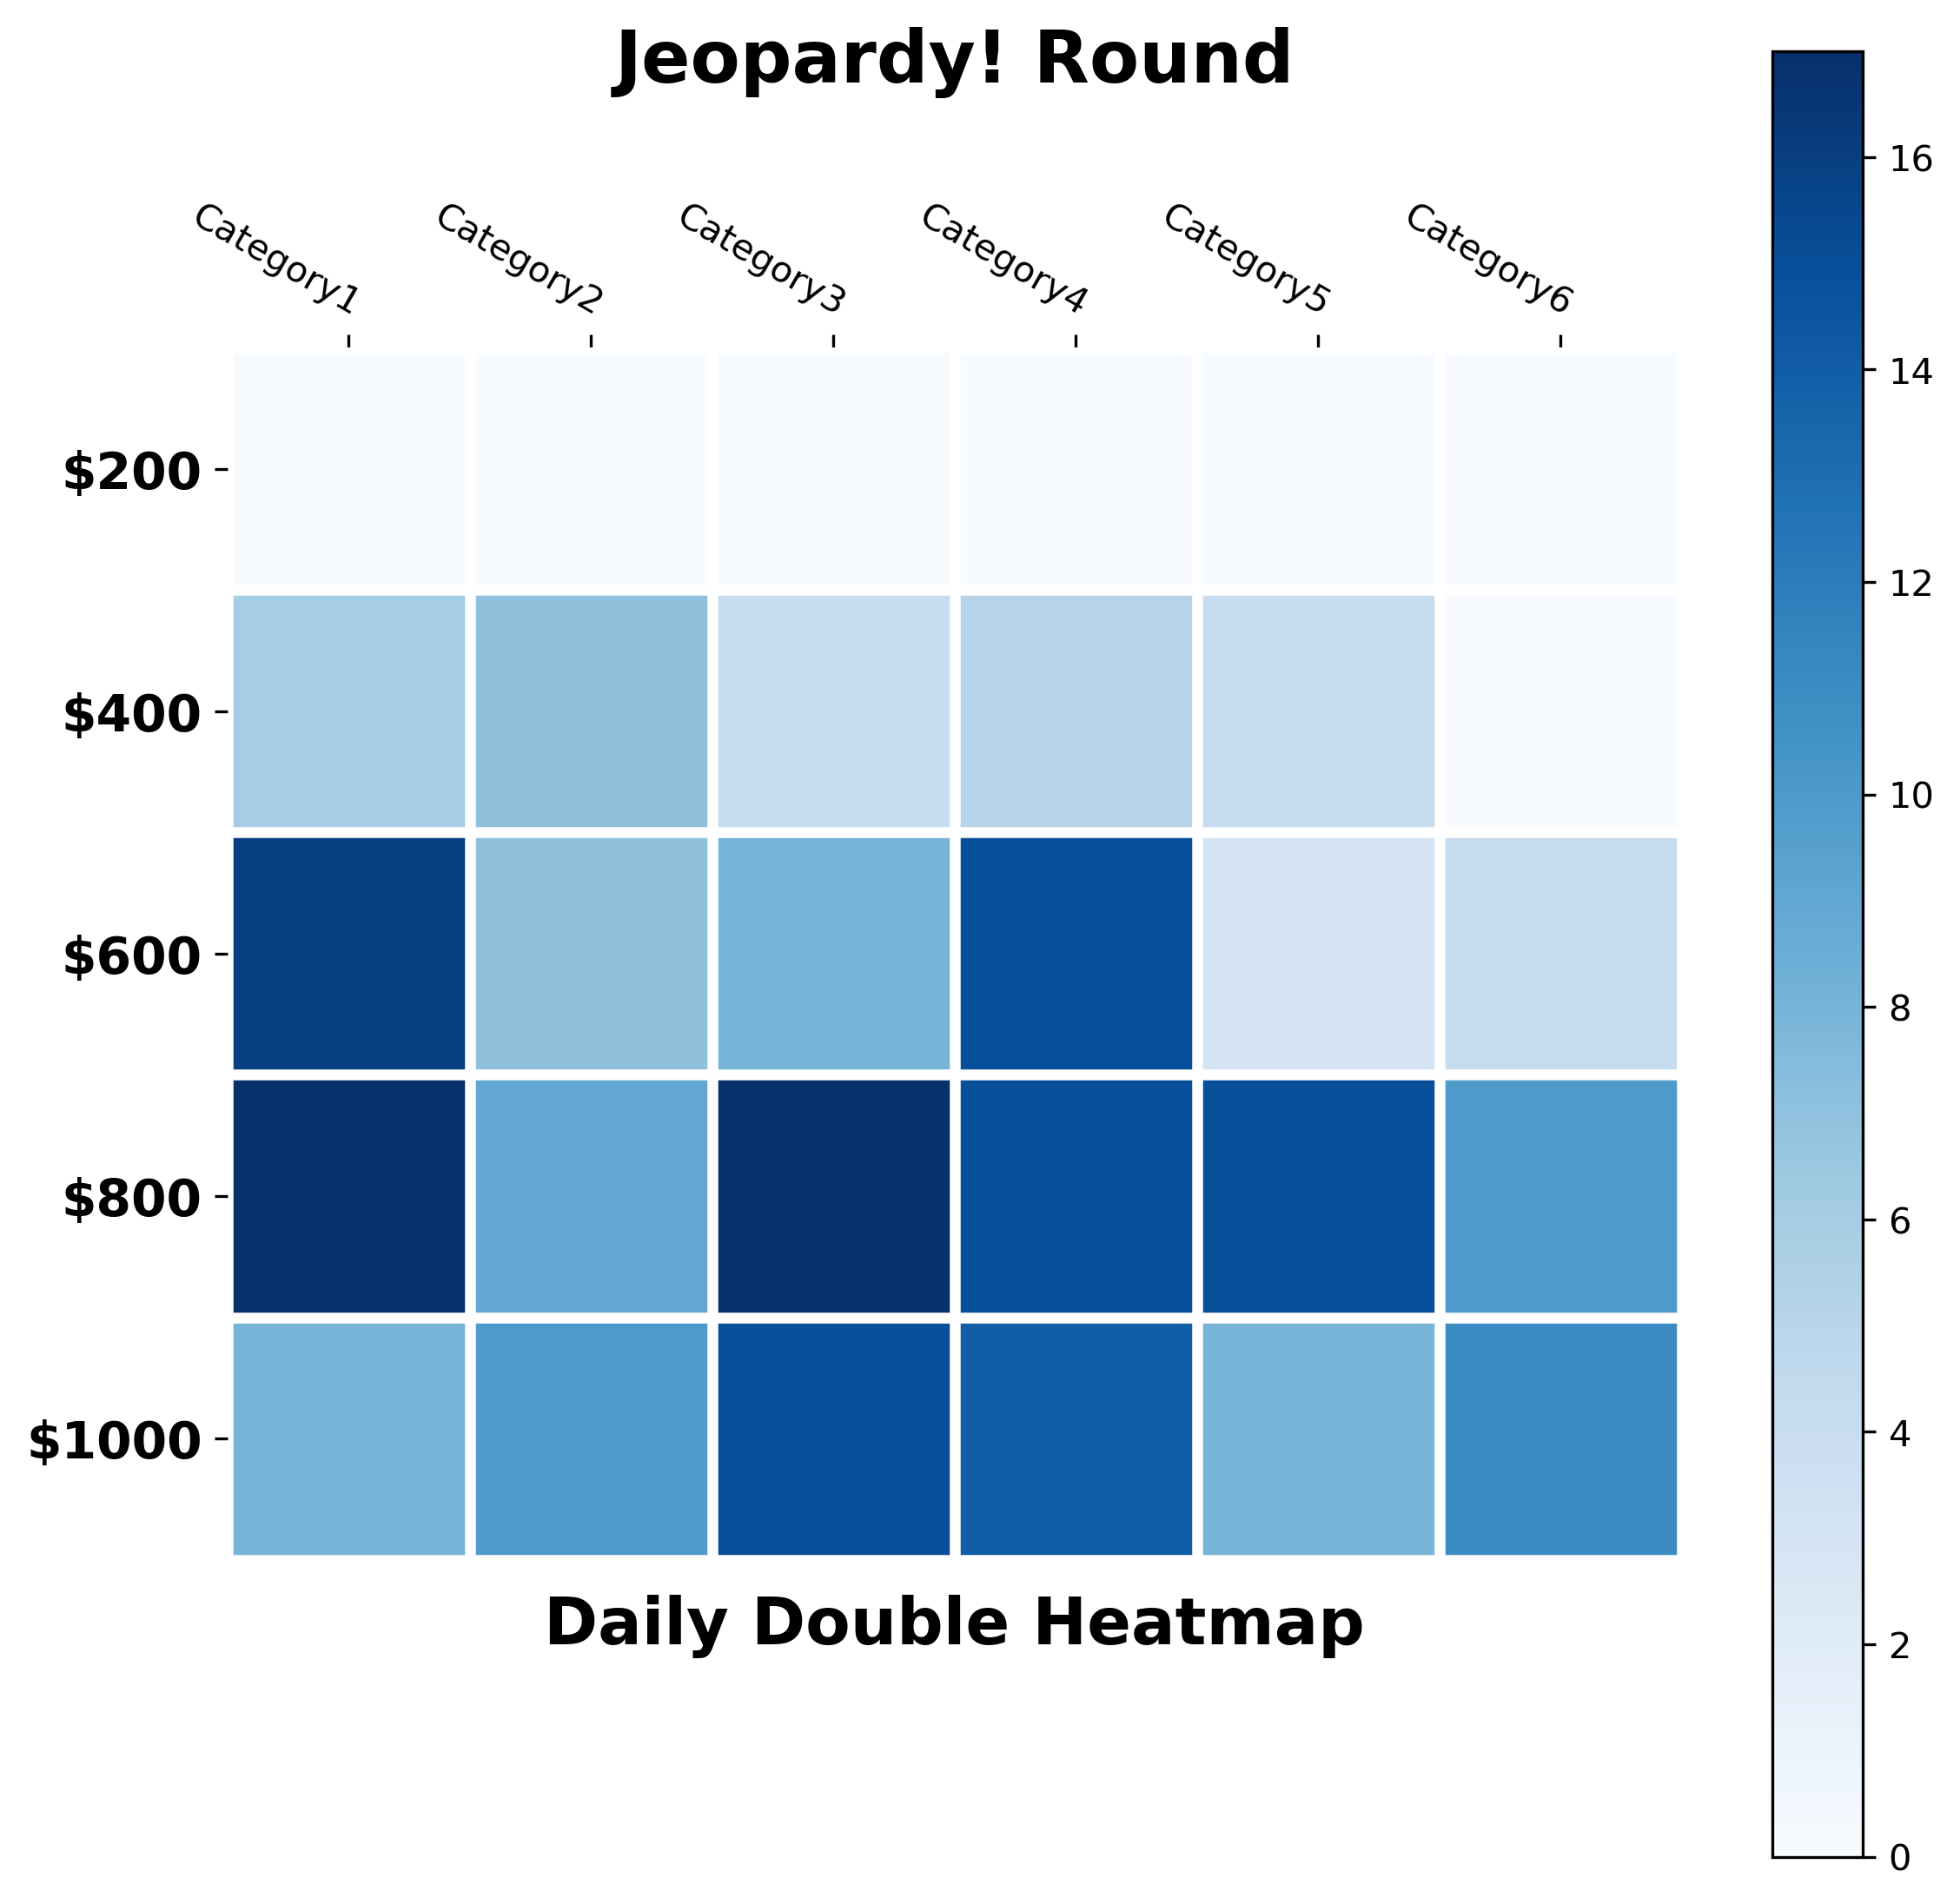 Jeopardy! Round
Category1
Category2
Category3
Category4
Category5
Category6
$200
$400
$600
$800
$1000
Daily Double Heatmap
16
14
12
10
8
6
4
2
0